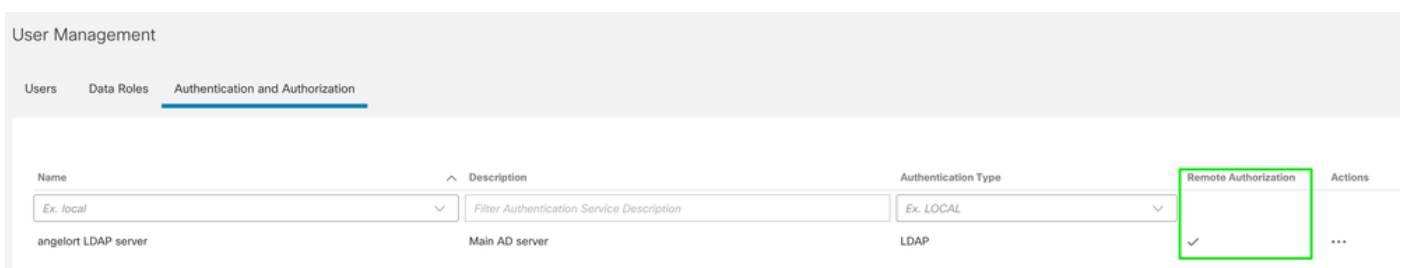 User Management
Users Data Roles Authentication and Authorization
Name Description Authentication Type Remote Authorization Actions
Ex. local Filter Authentication Service Description Ex. LOCAL
angelort LDAP server Main AD server LDAP